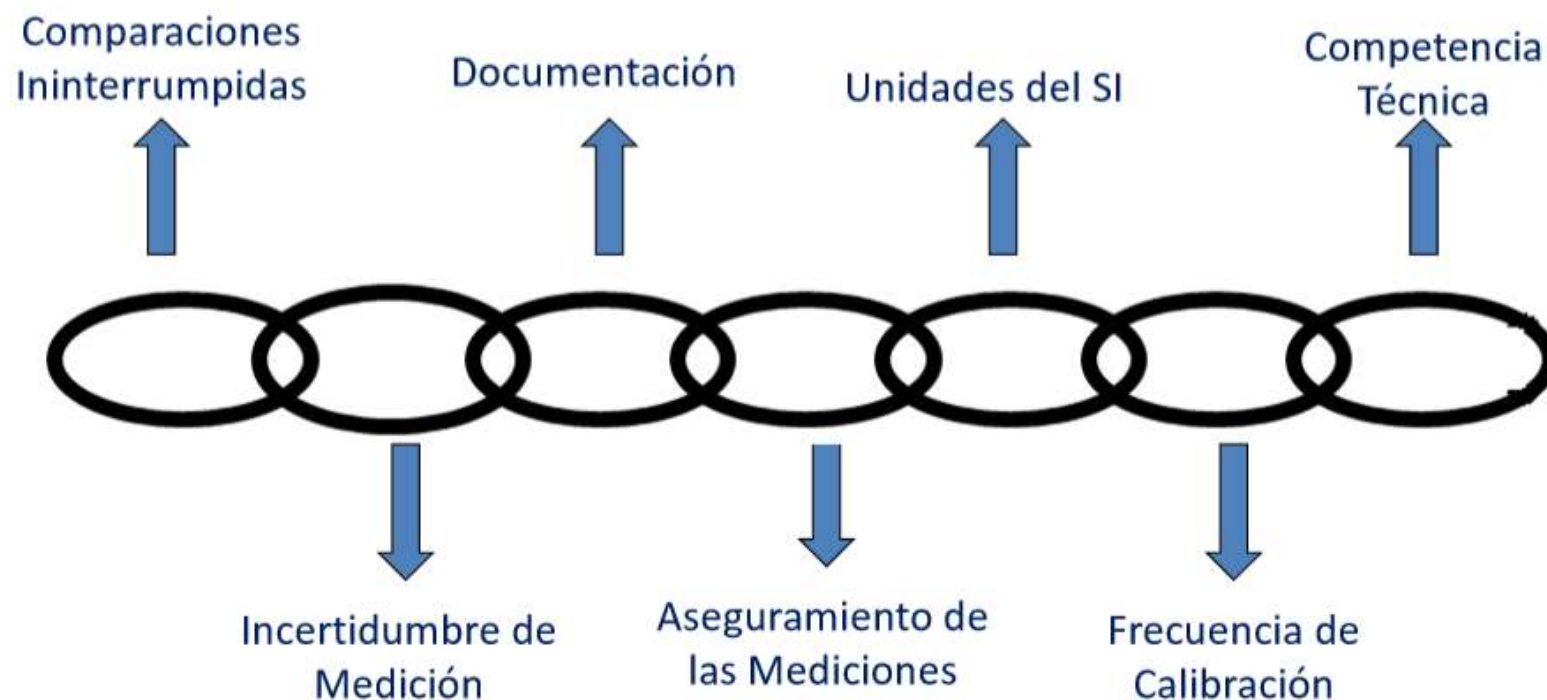 Comparaciones
Ininterrumpidas
Documentación
Unidades del SI
Competencia
Técnica
Incertidumbre de
Medición
Aseguramiento de
las Mediciones
Frecuencia de
Calibración